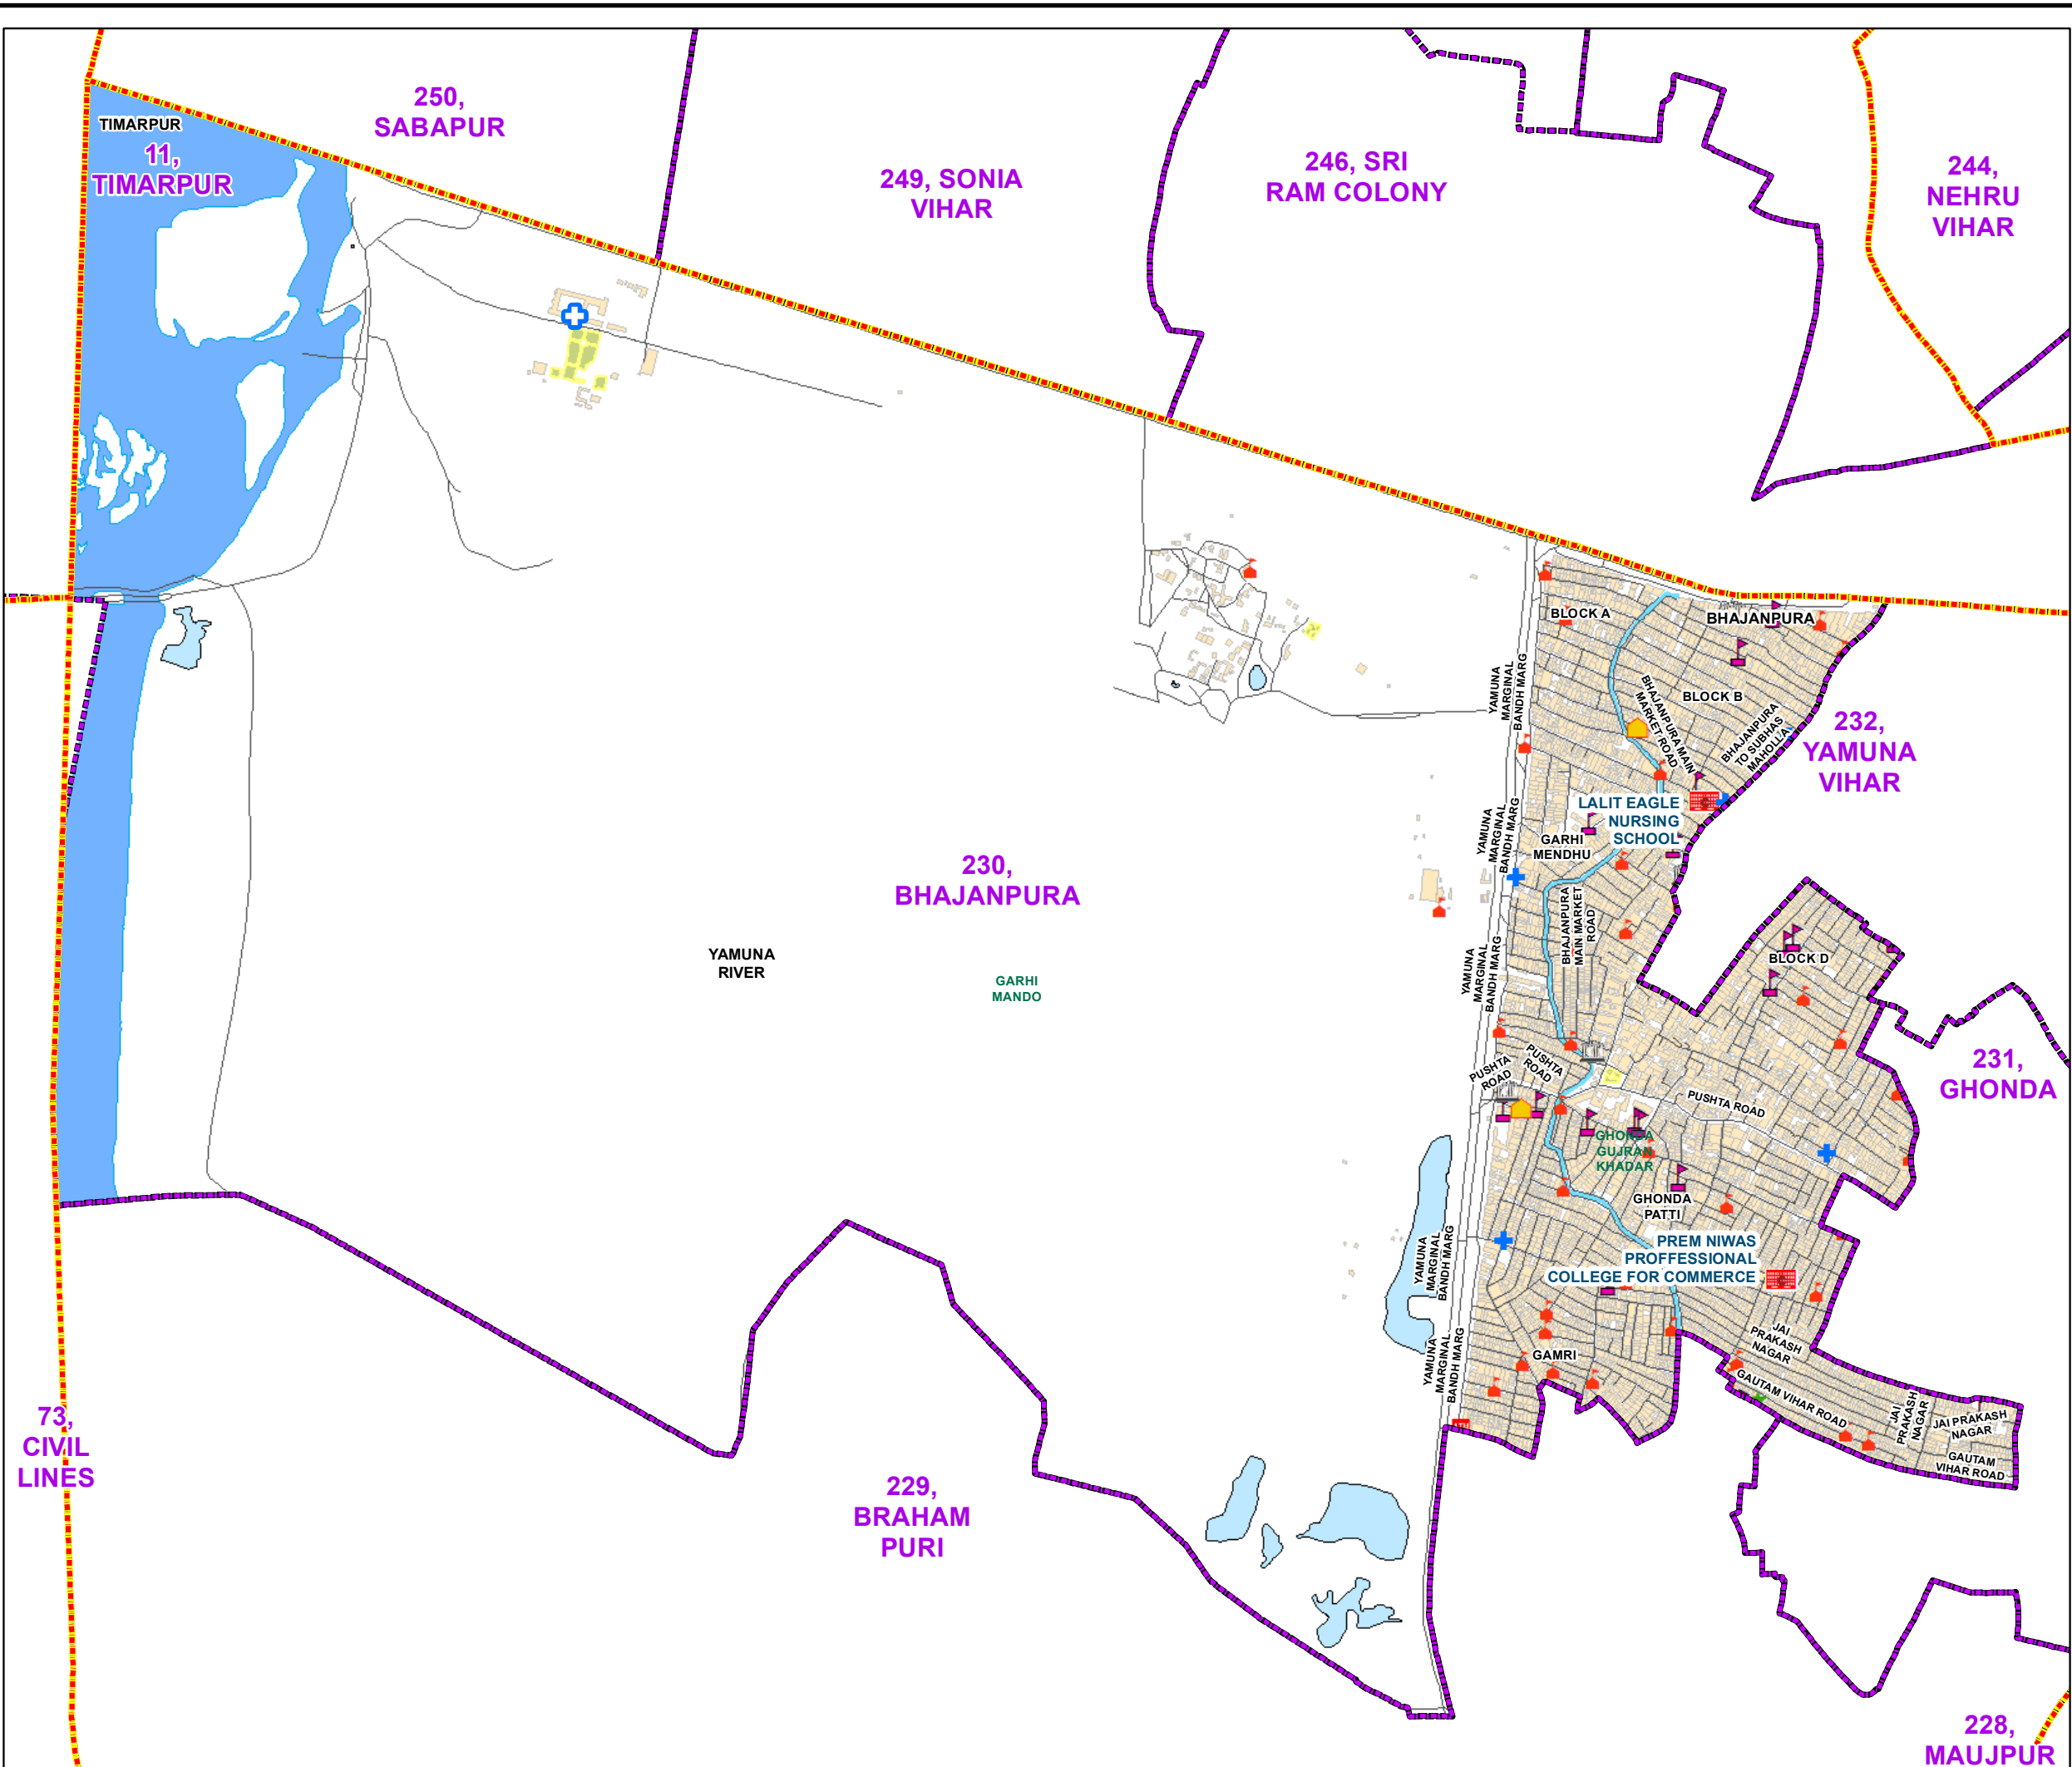 250,
SABAPUR
TIMARPUR
11,
TIMARPUR
249, SONIA
VIHAR
246, SRI
RAM COLONY
244,
NEHRU
VIHAR
BLOCK A
BHAJANPURA
BLOCK B
YAMUNA
MARGINAL
BANDH MARG
BHAJANPURA MAIN
MARKET ROAD
BHAJANPURA
TO SUBHAS
MAHOLLA
232,
YAMUNA
VIHAR
LALIT EAGLE
NURSING
SCHOOL
YAMUNA
MARGINAL
BANDH MARG
GARHI
MENDHU
230,
BHAJANPURA
BHAJANPURA
MAIN MARKET
ROAD
YAMUNA
RIVER
GARHI
MANDO
YAMUNA
MARGINAL
BANDH MARG
BLOCK D
PUSHTA
ROAD
PUSHTA
ROAD
231,
GHONDA
PUSHTA ROAD
GHONDA
GUJRAN
KHADAR
GHONDA
PATTI
YAMUNA
MARGINAL
BANDH MARG
PREM NIWAS
PROFFESSIONAL
COLLEGE FOR COMMERCE
YAMUNA
MARGINAL
BANDH MARG
GAMRI
JAI
PRAKASH
NAGAR
GAUTAM VIHAR ROAD
JAI
PRAKASH
NAGAR
JAI PRAKASH
NAGAR
GAUTAM
VIHAR ROAD
73,
CIVIL
LINES
229,
BRAHAM
PURI
228,
MAUJPUR